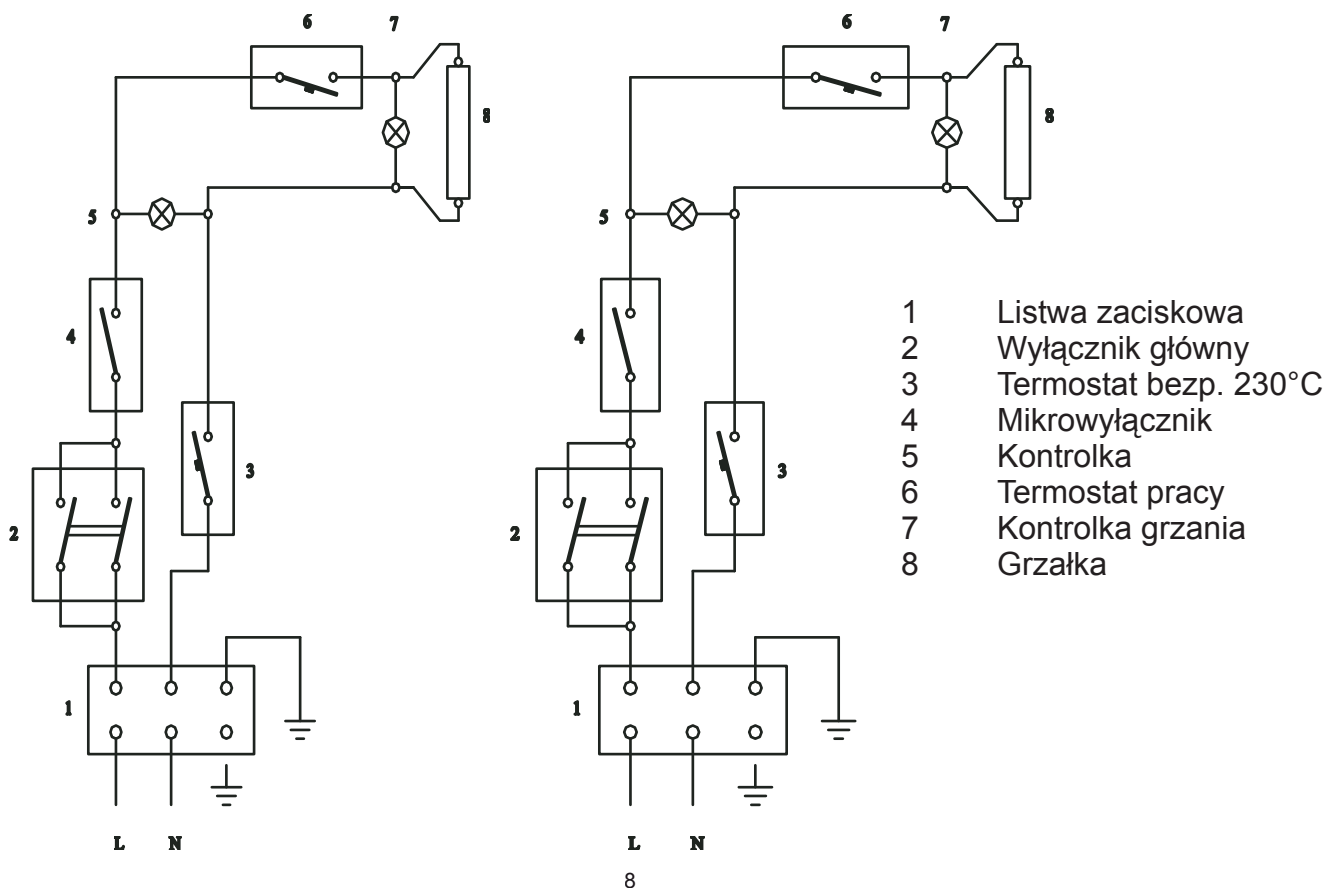 6 7
8
5
4
3
2
1
L N
6 7
8
5
4
3
2
1
L N
1 Listwa zaciskowa
2 Wyłącznik główny
3 Termostat bezp. 230°C
4 Mikrowyłącznik
5 Kontrolka
6 Termostat pracy
7 Kontrolka grzania
8 Grzałka
8